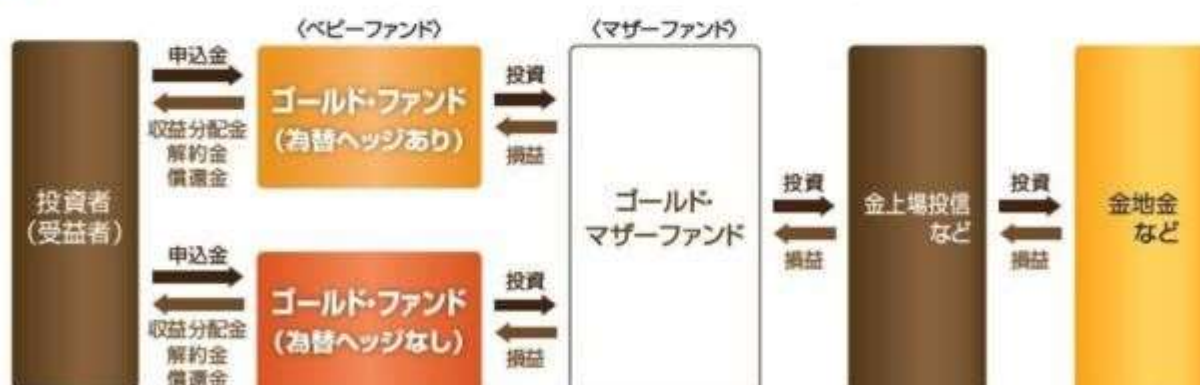 〈ベビーファンド〉
〈マザーファンド〉
投資者
(受益者)
申込金
収益分配金
解約金
償還金
ゴールド・ファンド
(為替ヘッジあり)
投資
損益
申込金
収益分配金
解約金
償還金
ゴールド・ファンド
(為替ヘッジなし)
投資
損益
ゴールド・
マザーファンド
投資
損益
金上場投信
など
投資
損益
金地金
など